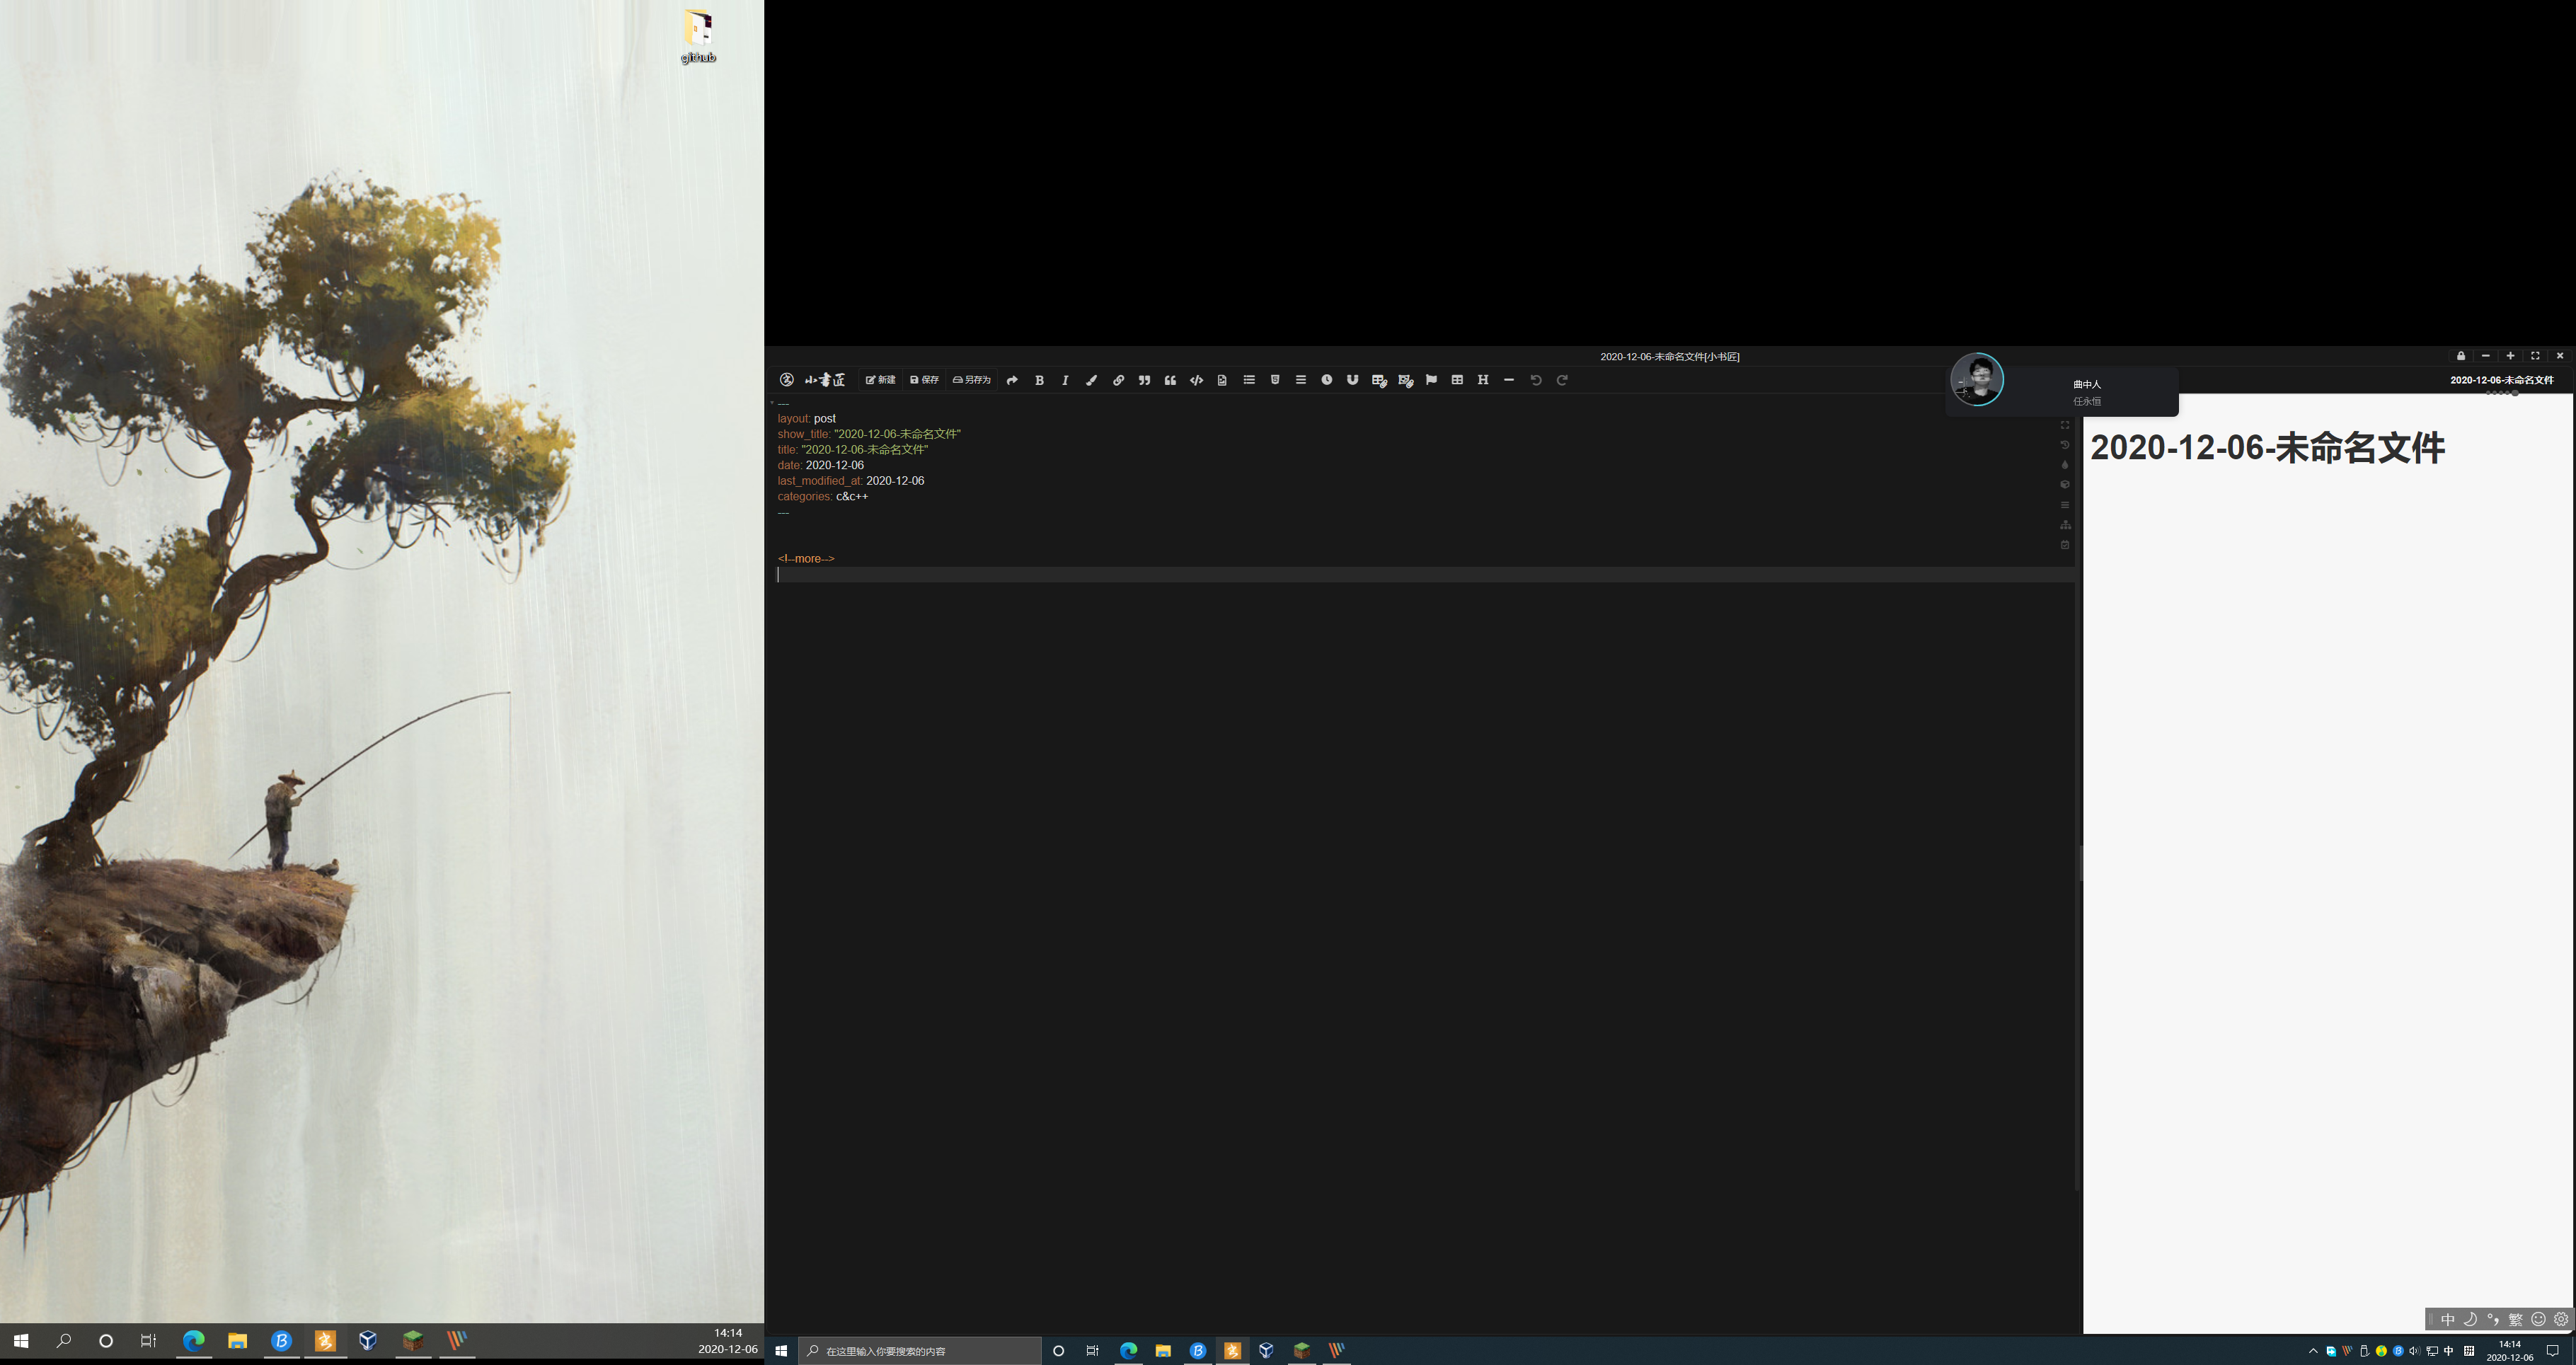 github
14:14
2020-12-06
2020-12-06-未命名文件[小书匠]
小书匠
新建
保存
另存为
曲中人
任永恒
2020-12-06-未命名文件
---
layout: post
show_title: "2020-12-06-未命名文件"
title: "2020-12-06-未命名文件"
date: 2020-12-06
last_modified_at: 2020-12-06
categories: c&c++
---
<!--more-->
2020-12-06-未命名文件
中 繁
在这里输入你要搜索的内容
中 拼
14:14
2020-12-06